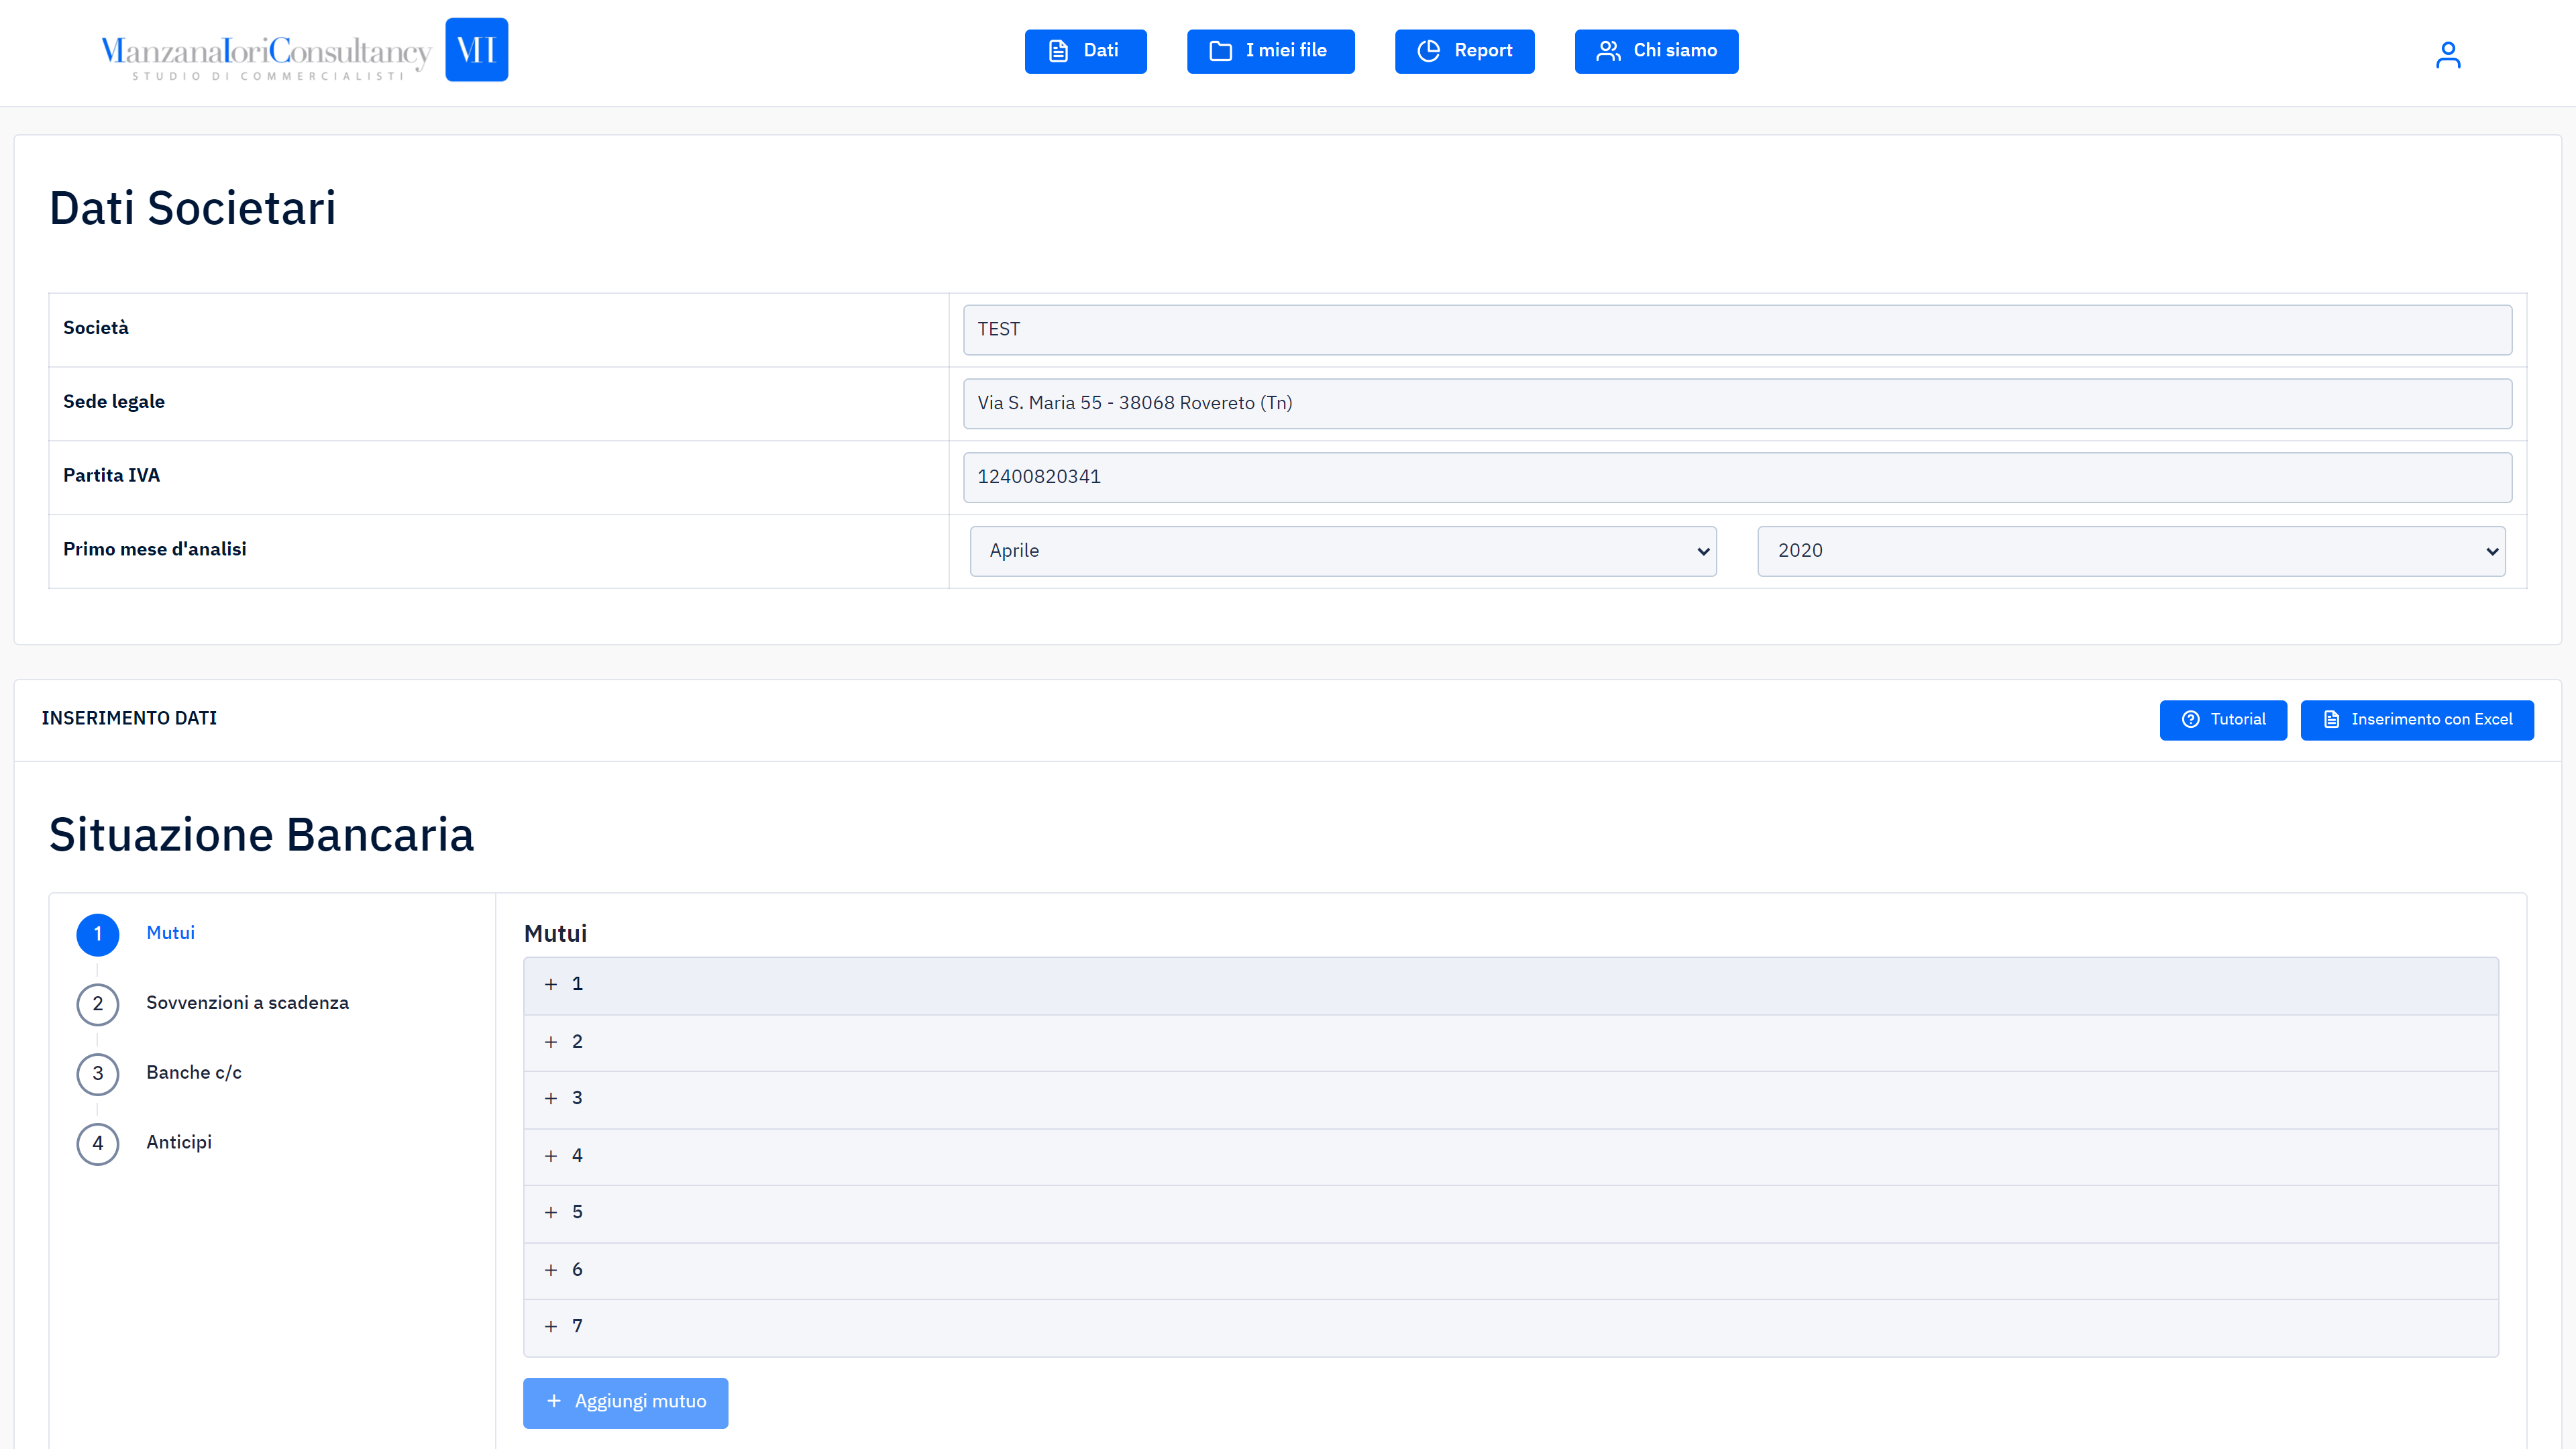 ManzanaIoriConsultancy MI
STUDIO DI COMMERCIALISTI
Dati
I miei file
Report
Chi siamo
Dati Societari
Società
TEST
Sede legale
Via S. Maria 55 - 38068 Rovereto (Tn)
Partita IVA
12400820341
Primo mese d'analisi
Aprile
2020
INSERIMENTO DATI
Tutorial
Inserimento con Excel
Situazione Bancaria
1 Mutui
2 Sovvenzioni a scadenza
3 Banche c/c
4 Anticipi
Mutui
+ 1
+ 2
+ 3
+ 4
+ 5
+ 6
+ 7
+ Aggiungi mutuo